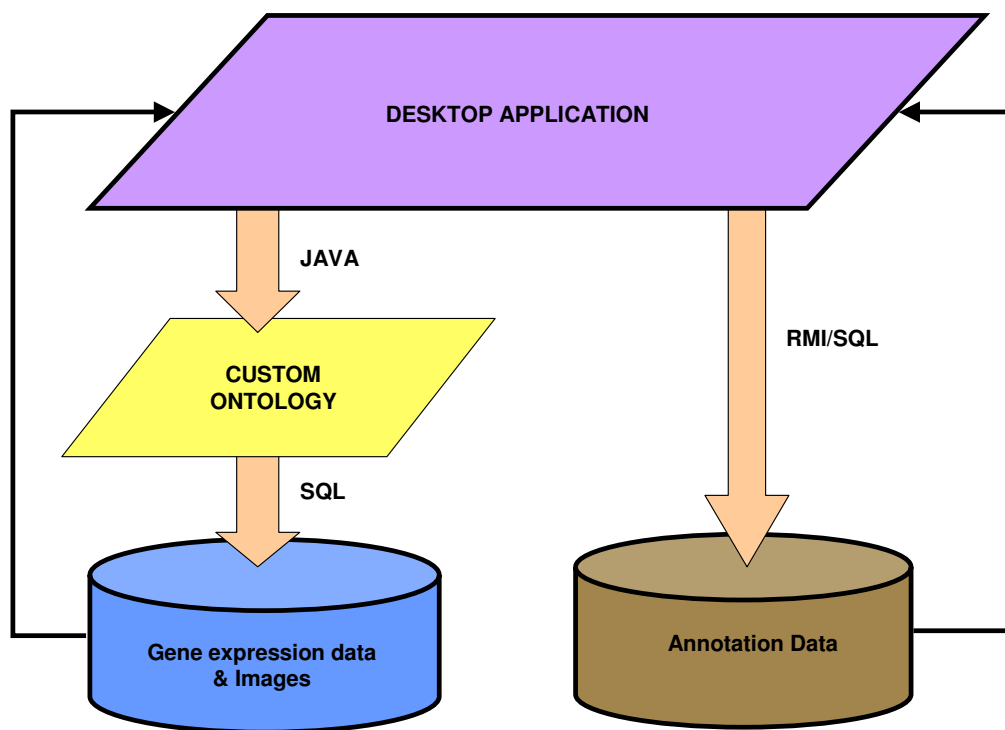 DESKTOP APPLICATION
JAVA
RMI/SQL
CUSTOM
ONTOLOGY
SQL
Gene expression data
& Images
Annotation Data